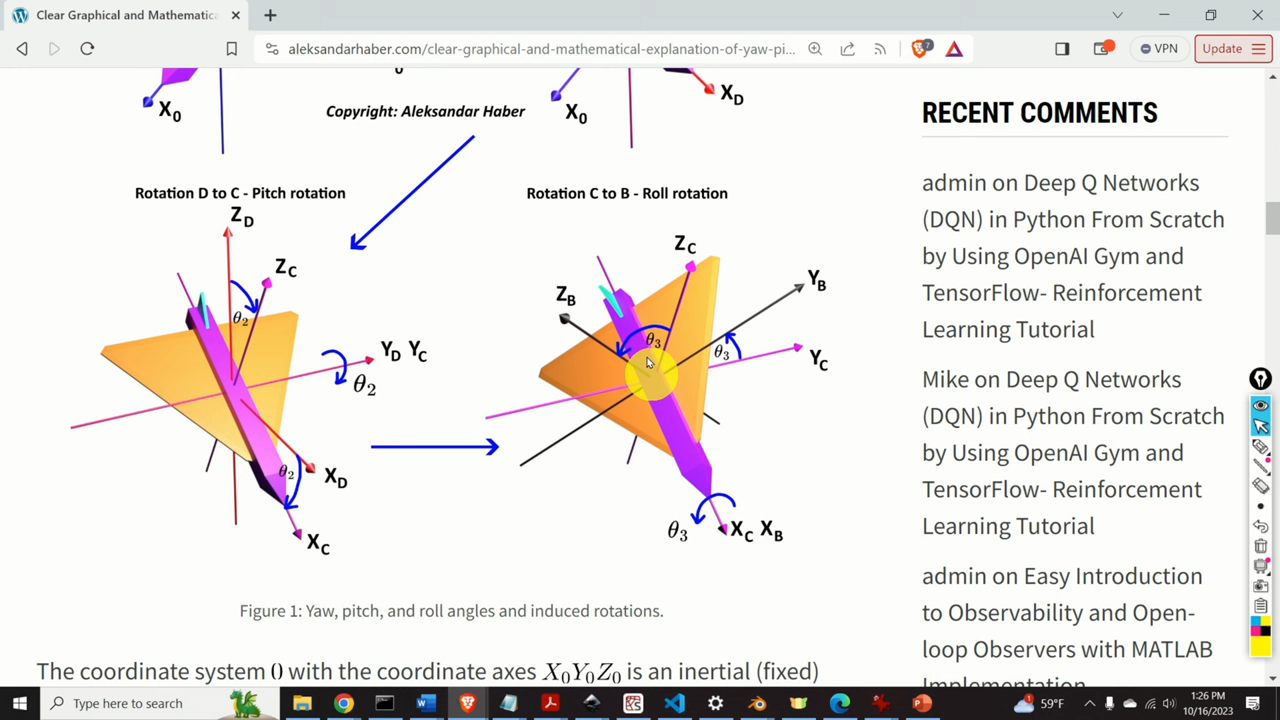 Clear Graphical and Mathematica
aleksandarhaber.com/clear-graphical-and-mathematical-explanation-of-yaw-pi...
7
VPN
Update
0
X0
XD
X0
Copyright: Aleksandar Haber
RECENT COMMENTS
Rotation D to C - Pitch rotation
Rotation C to B - Roll rotation
ZD
ZC
θ2
YD YC
θ2
θ2
XD
XC
ZC
ZB
YB
θ3
θ3
YC
θ3
XC XB
admin on Deep Q Networks
(DQN) in Python From Scratch
by Using OpenAI Gym and
TensorFlow- Reinforcement
Learning Tutorial
Mike on Deep Q Networks
(DQN) in Python From Scratch
by Using OpenAI Gym and
TensorFlow- Reinforcement
Learning Tutorial
admin on Easy Introduction
to Observability and Open-
loop Observers with MATLAB
Figure 1: Yaw, pitch, and roll angles and induced rotations.
The coordinate system 0 with the coordinate axes X0Y0Z0 is an inertial (fixed)
Implementation
Type here to search
1
59°F
1:26 PM
10/16/2023